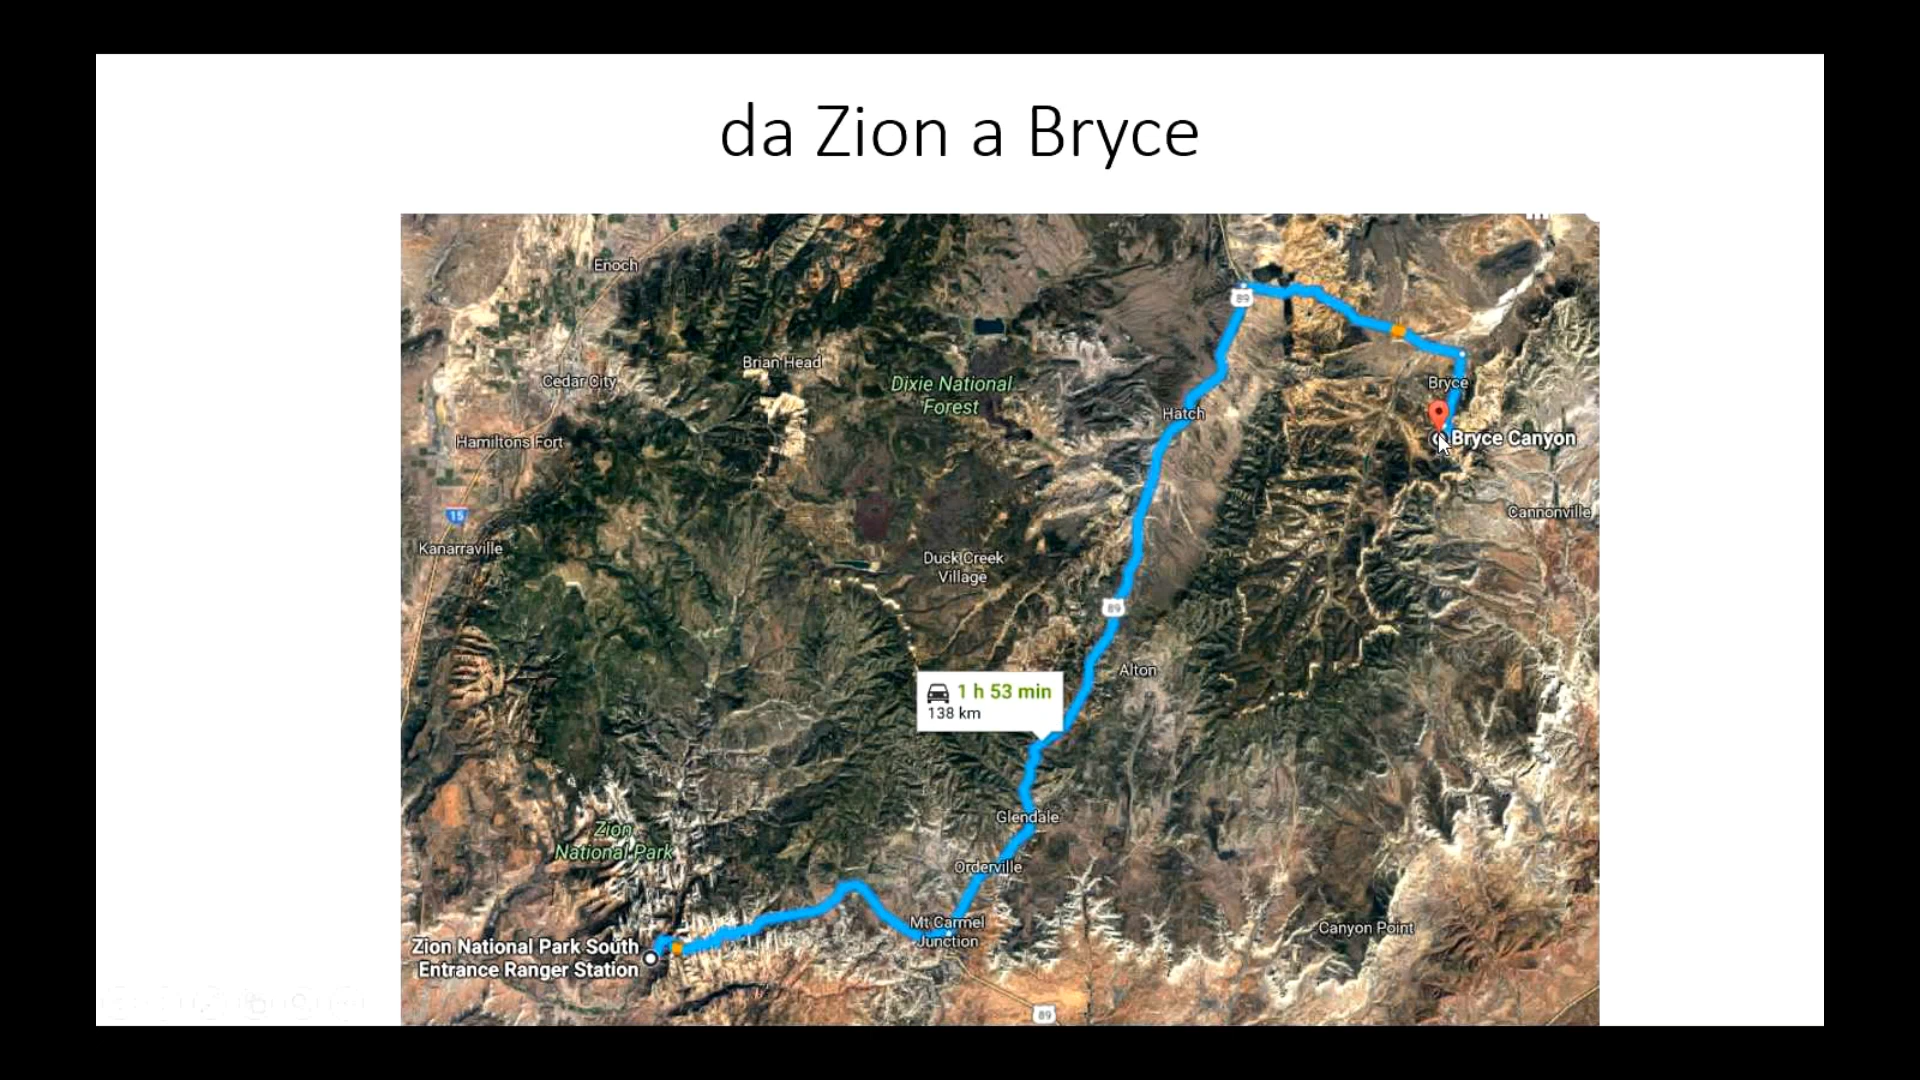 da Zion a Bryce
Enoch
89
Brian Head
Cedar City
Dixie National
Forest
Bryce
Hatch
Hamiltons Fort
Bryce Canyon
15
Cannonville
Kanarraville
Duck Creek
Village
89
Alton
1 h 53 min
138 km
Glendale
Zion
National Park
Orderville
Mt Carmel
Junction
Canyon Point
Zion National Park South
Entrance Ranger Station
89